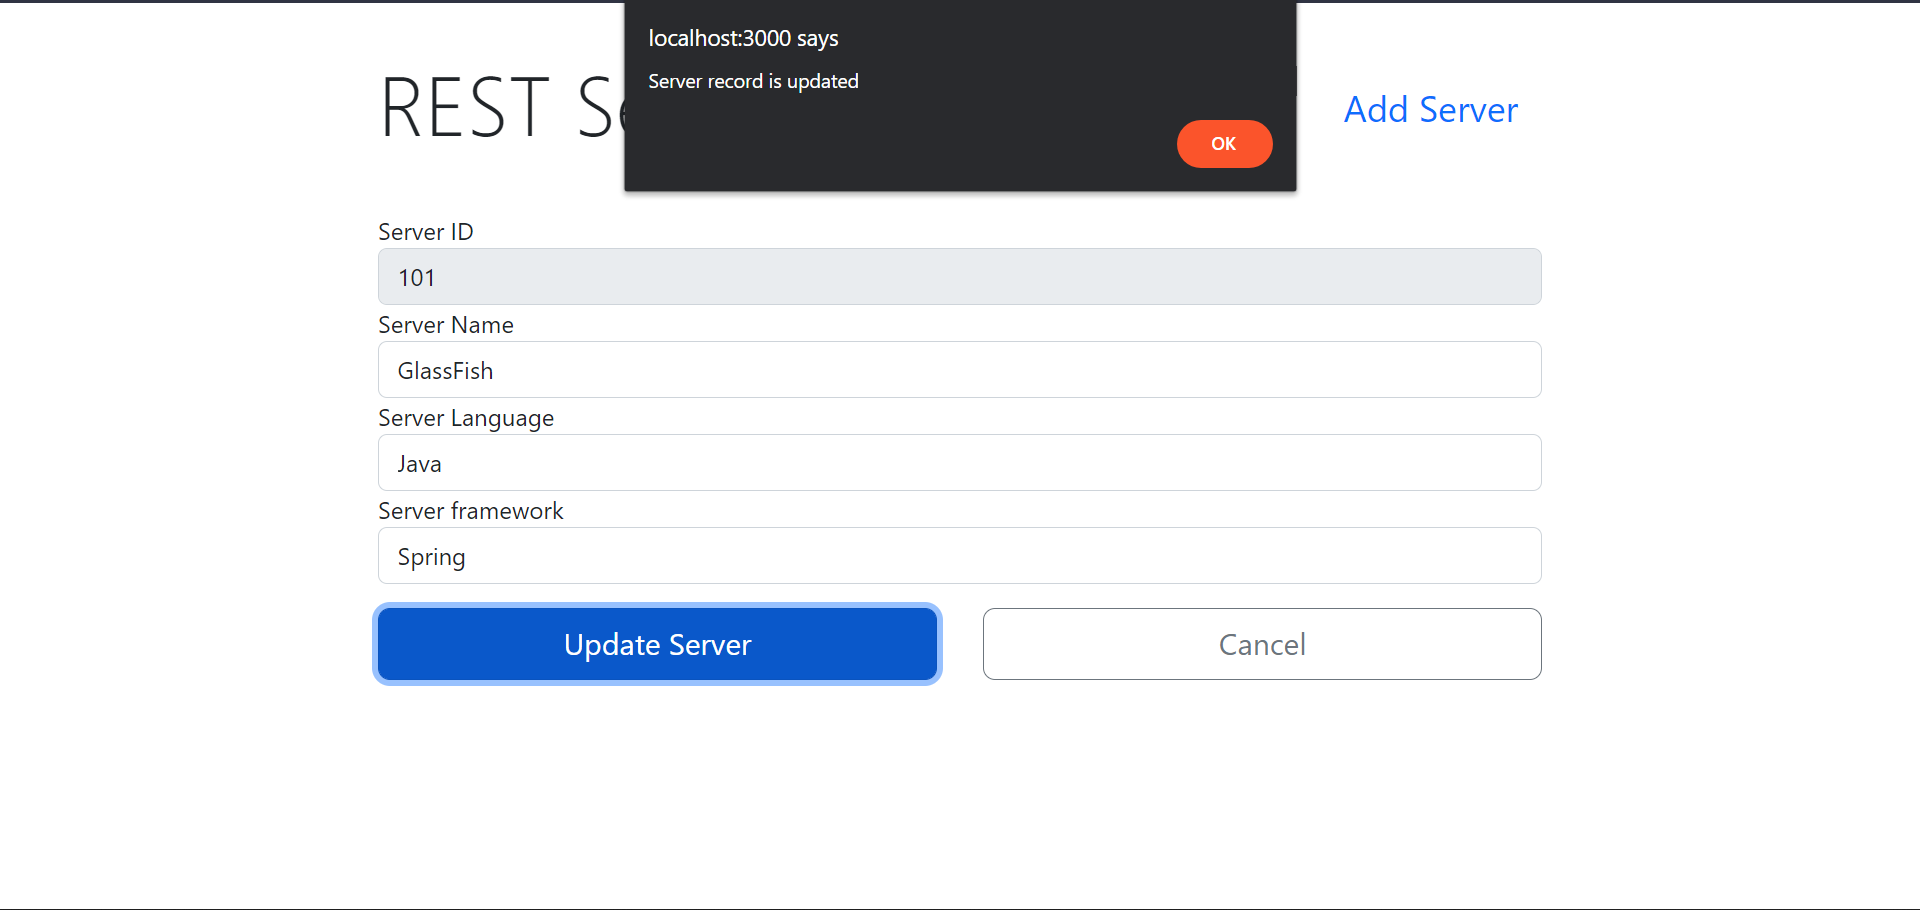 localhost:3000 says
Server record is updated
OK
REST
Add Server
Server ID
101
Server Name
GlassFish
Server Language
Java
Server framework
Spring
Update Server
Cancel